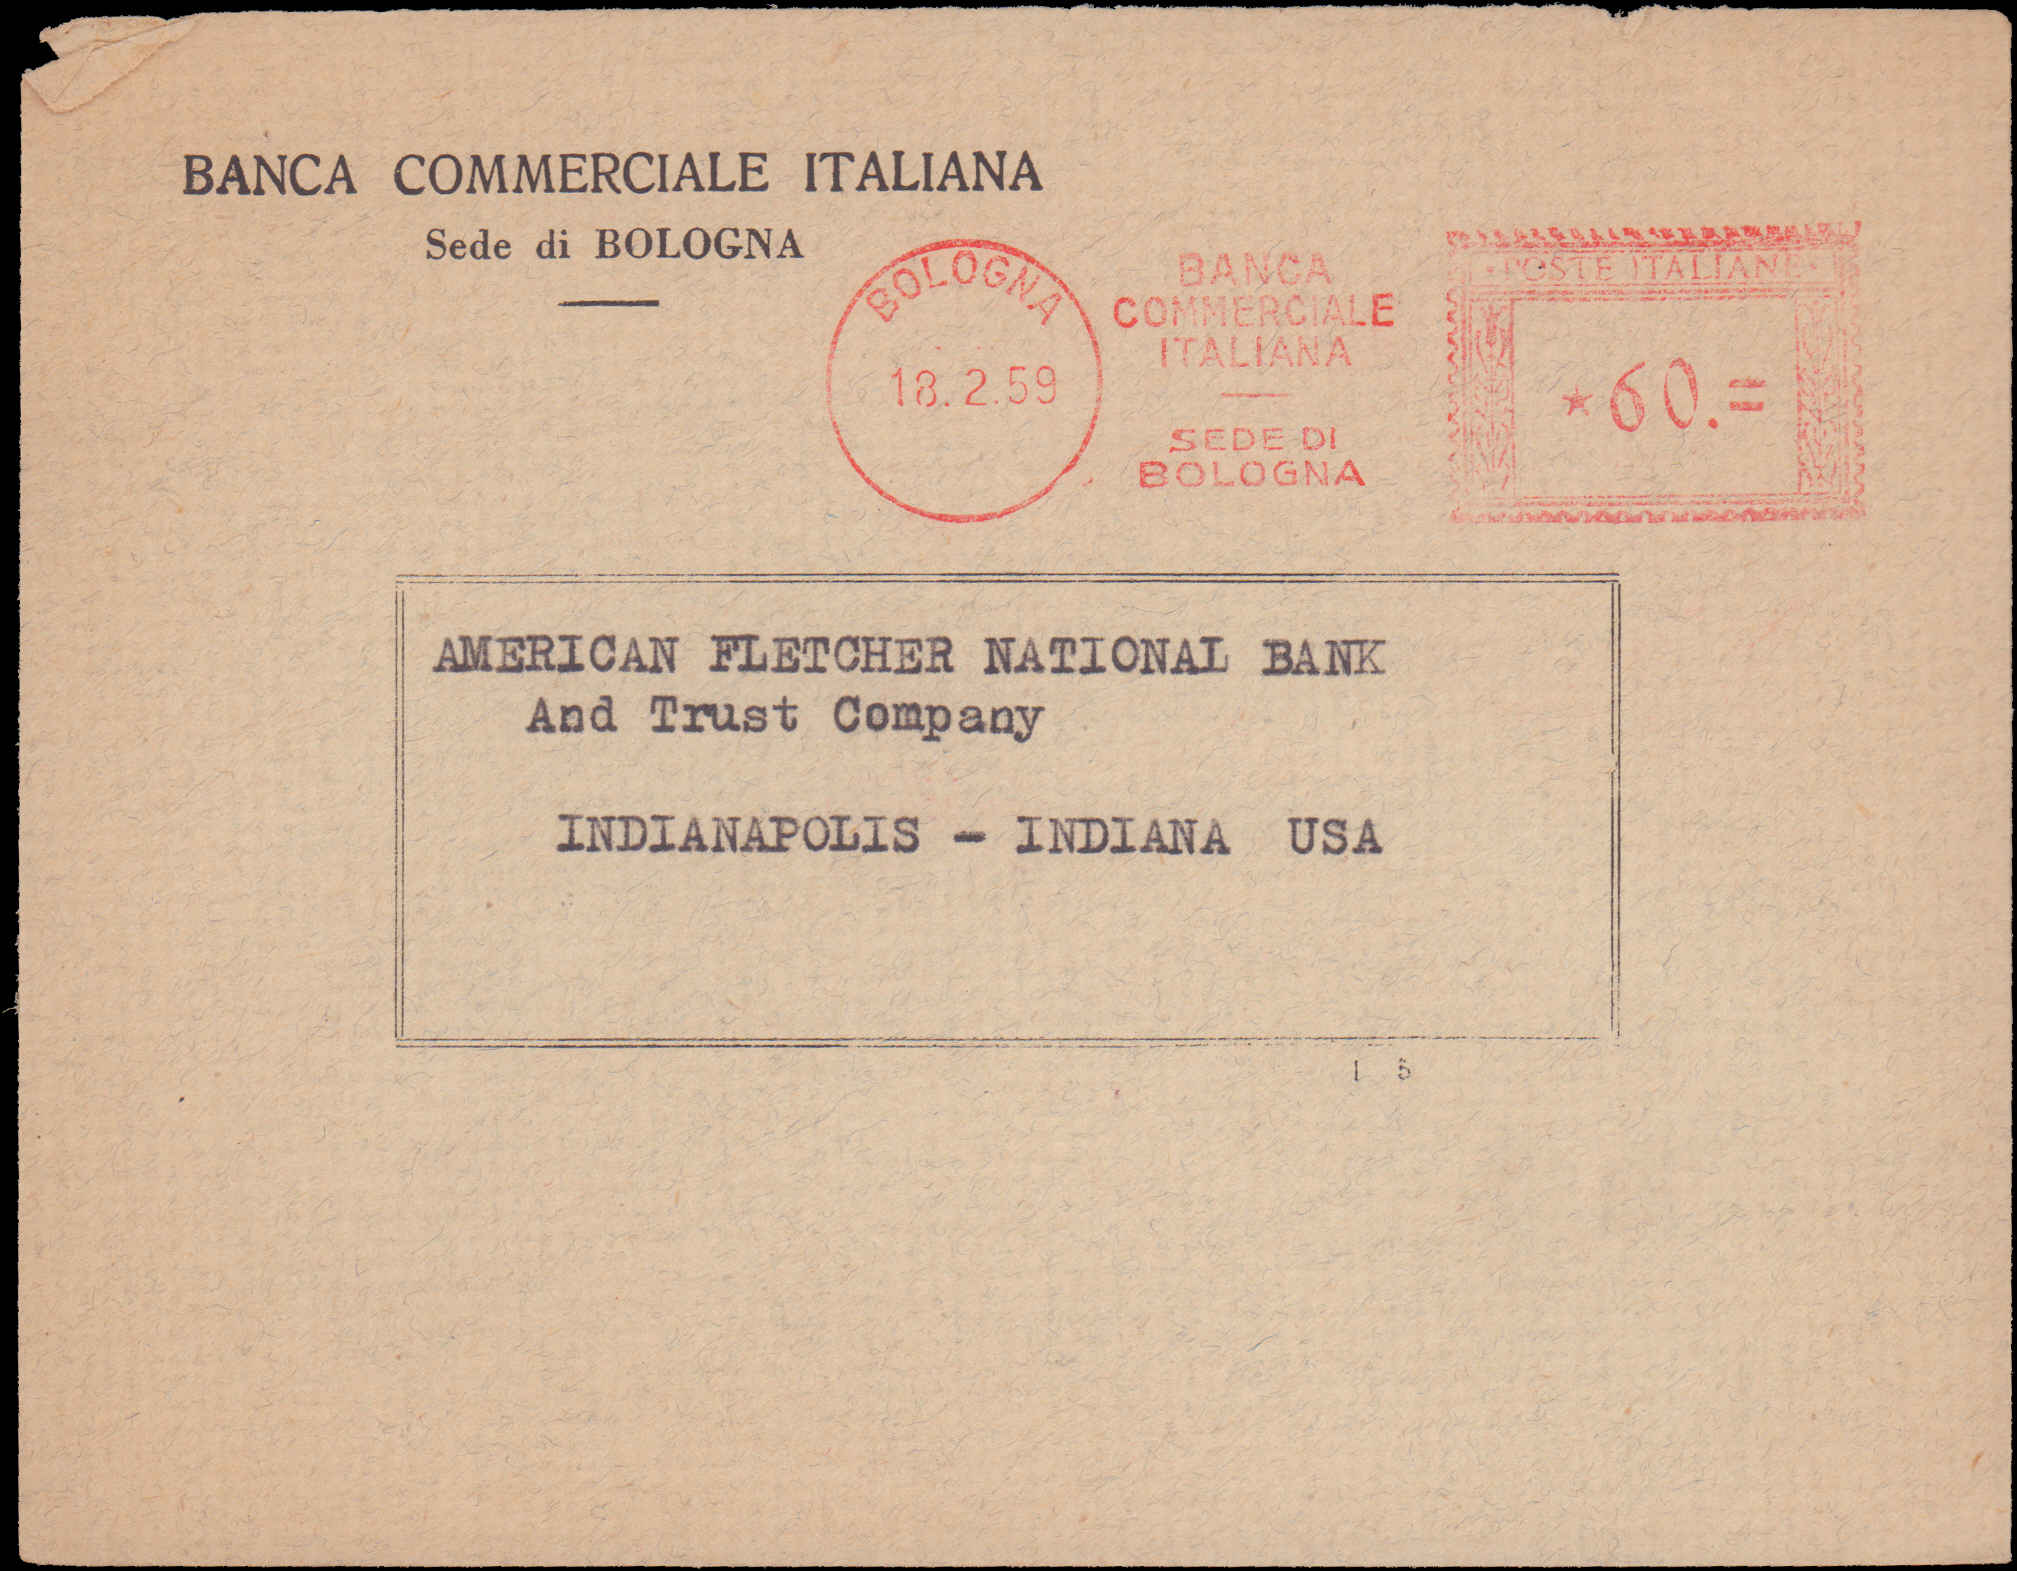 BANCA COMMERCIALE ITALIANA
Sede di BOLOGNA
BOLOGNA
18.2.59
BANCA
COMMERCIALE
ITALIANA
SEDE DI
BOLOGNA
·POSTE ITALIANE·
*60.=
AMERICAN FLETCHER NATIONAL BANK
And Trust Company
INDIANAPOLIS - INDIANA USA
1 5